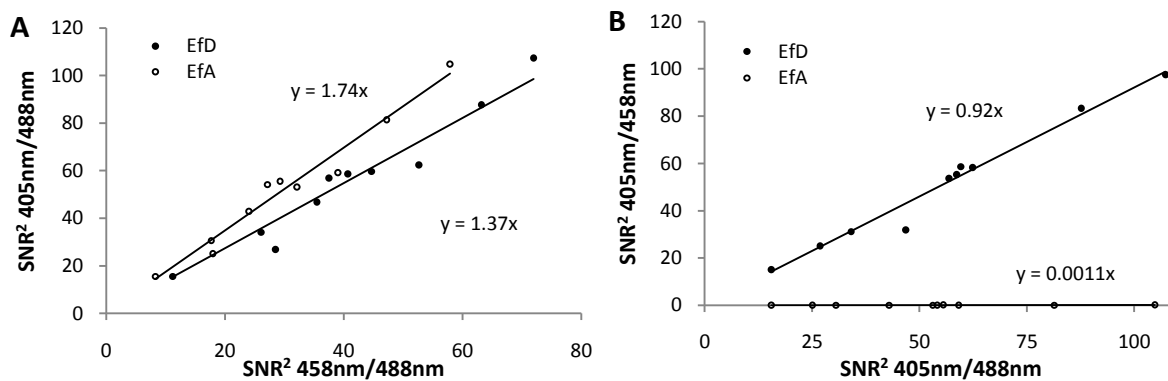 A
SNR² 405nm/488nm
120
100
80
60
40
20
0
EfD
EfA
y = 1.74x
y = 1.37x
0 20 40 60 80
SNR² 458nm/488nm
B
SNR² 405nm/458nm
120
100
80
60
40
20
0
EfD
EfA
y = 0.92x
y = 0.0011x
0 25 50 75 100
SNR² 405nm/488nm